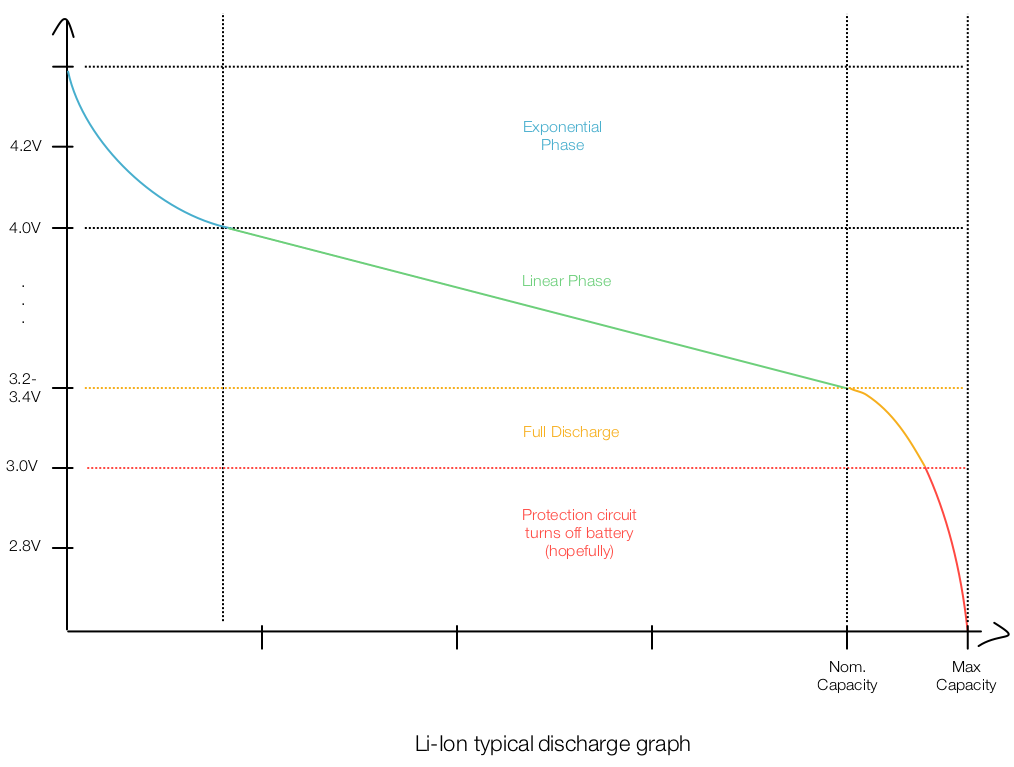 Exponential
Phase
4.2V
4.0V
.
.
.
Linear Phase
3.2-
3.4V
Full Discharge
3.0V
Protection circuit
turns off battery
(hopefully)
2.8V
Nom.
Capacity
Max
Capacity
Li-Ion typical discharge graph